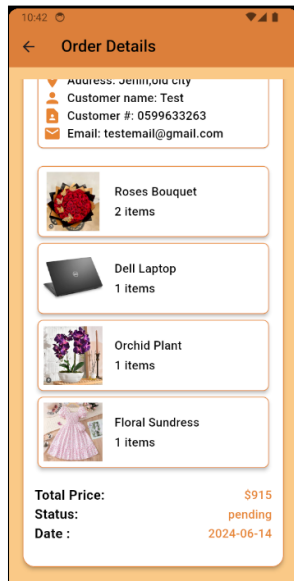 10:42
Order Details
Address: Jenin,old city
Customer name: Test
Customer #: 0599633263
Email: testemail@gmail.com
Roses Bouquet
2 items
Dell Laptop
1 items
Orchid Plant
1 items
Floral Sundress
1 items
Total Price: $915
Status: pending
Date : 2024-06-14